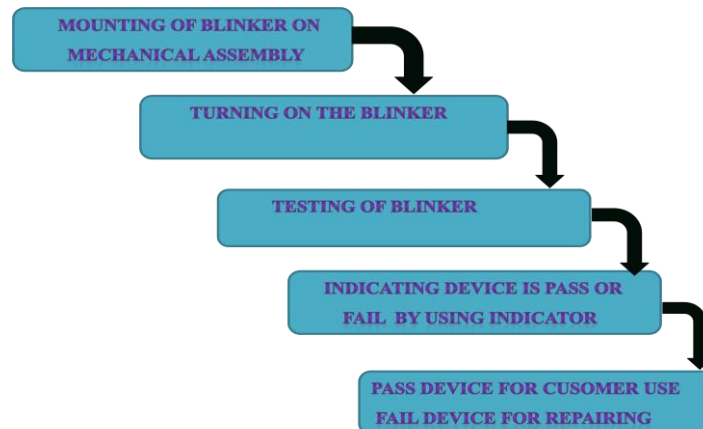 MOUNTING OF BLINKER ON
MECHANICAL ASSEMBLY
TURNING ON THE BLINKER
TESTING OF BLINKER
INDICATING DEVICE IS PASS OR
FAIL BY USING INDICATOR
PASS DEVICE FOR CUSOMER USE
FAIL DEVICE FOR REPAIRING